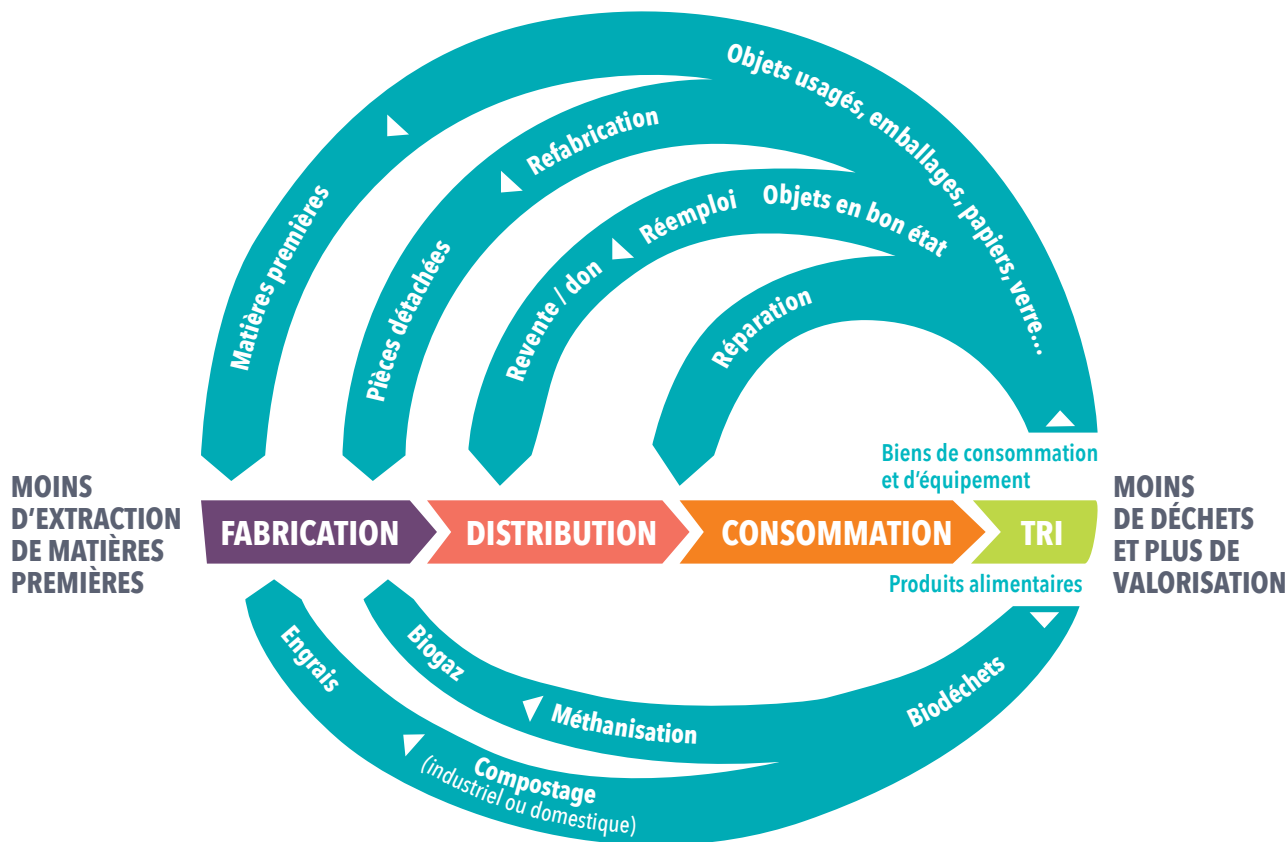 Objets usagés, emballages, papiers, verre...
Matières premières
Refabrication
Pièces détachées
Objets en bon état
Réemploi
Revente / don
Réparation
Biens de consommation
et d'équipement
MOINS
D'EXTRACTION
DE MATIÈRES
PREMIÈRES
FABRICATION
DISTRIBUTION
CONSOMMATION
TRI
MOINS
DE DÉCHETS
ET PLUS DE
VALORISATION
Produits alimentaires
Biodéchets
Méthanisation
Biogaz
Compostage
(industriel ou domestique)
Engrais